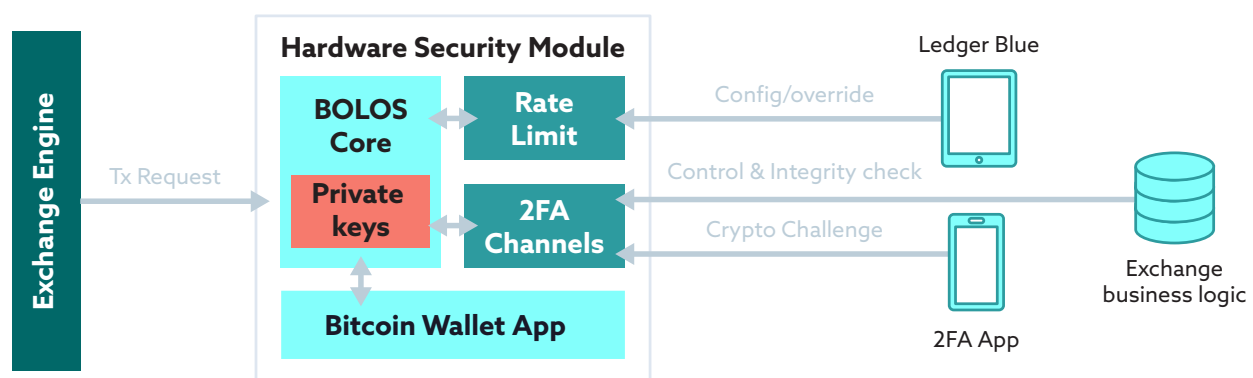 Exchange Engine
Tx Request
Hardware Security Module
BOLOS
Core
Private
keys
Rate
Limit
2FA
Channels
Bitcoin Wallet App
Config/override
Control & Integrity check
Crypto Challenge
Ledger Blue
2FA App
Exchange
business logic